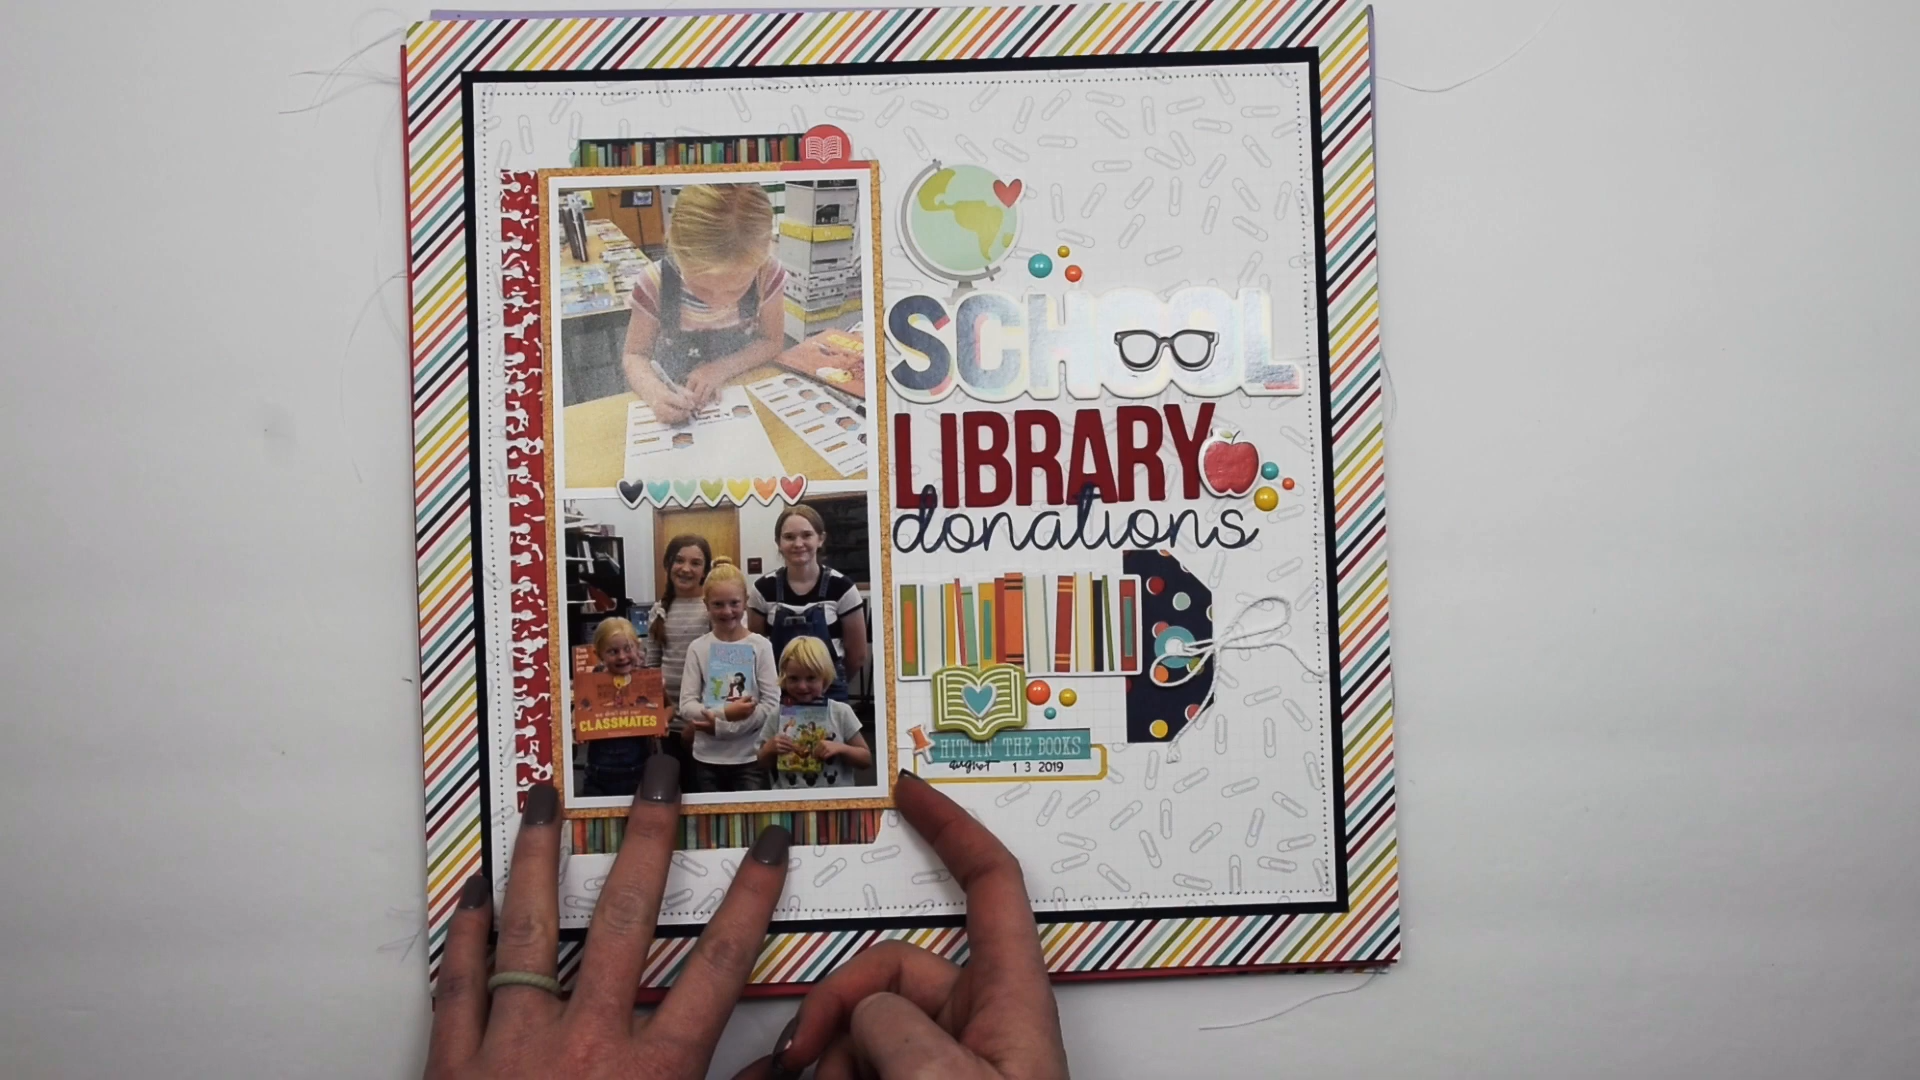 SCHOOL
LIBRARY
donations
CLASSMATES
HITTIN' THE BOOKS
august 13 2019